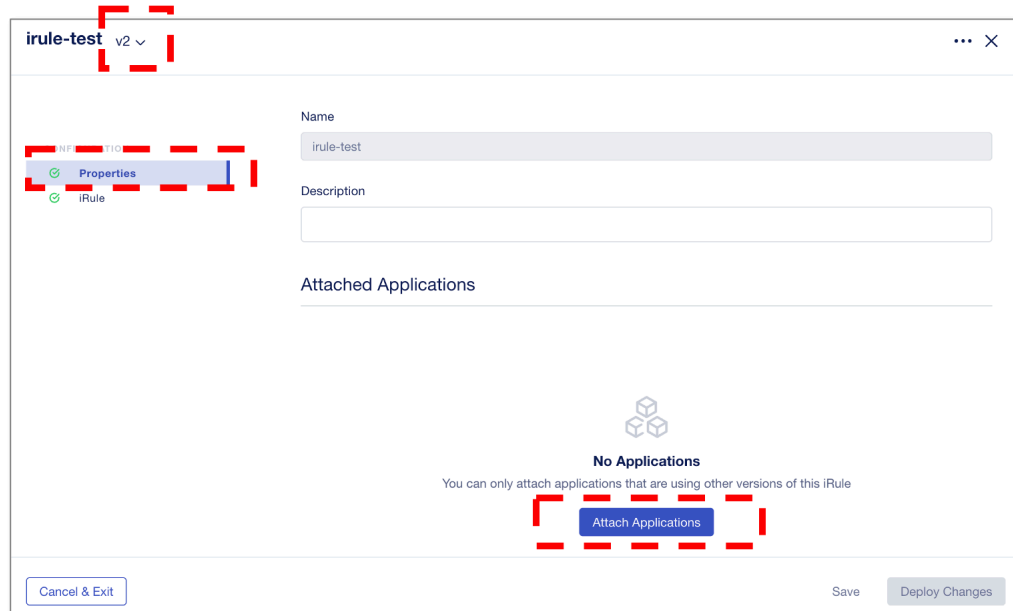 irule-test v2
Name
irule-test
Properties
Description
iRule
Attached Applications
No Applications
You can only attach applications that are using other versions of this iRule
Attach Applications
Cancel & Exit
Save
Deploy Changes